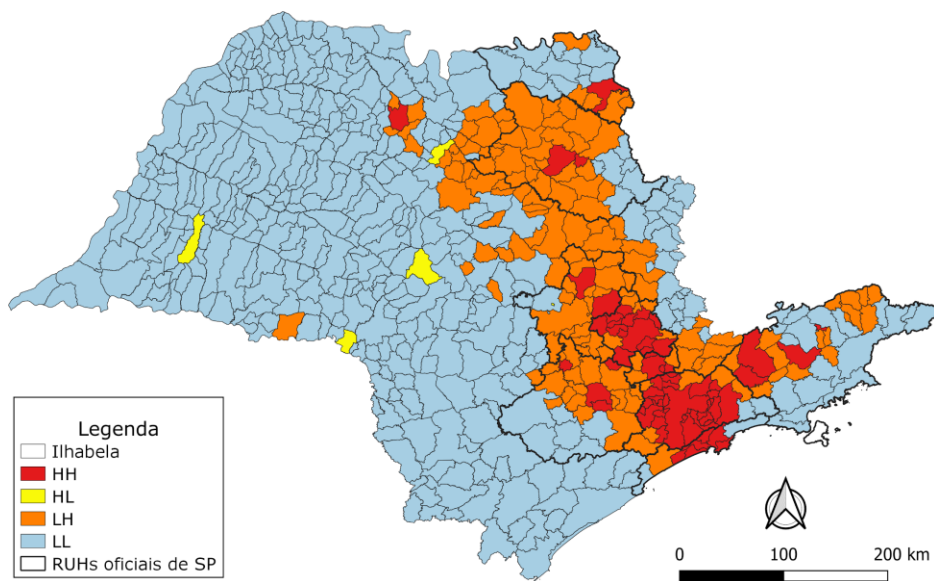 Legenda
Ilhabela
HH
HL
LH
LL
RUHs oficiais de SP
0 100 200 km